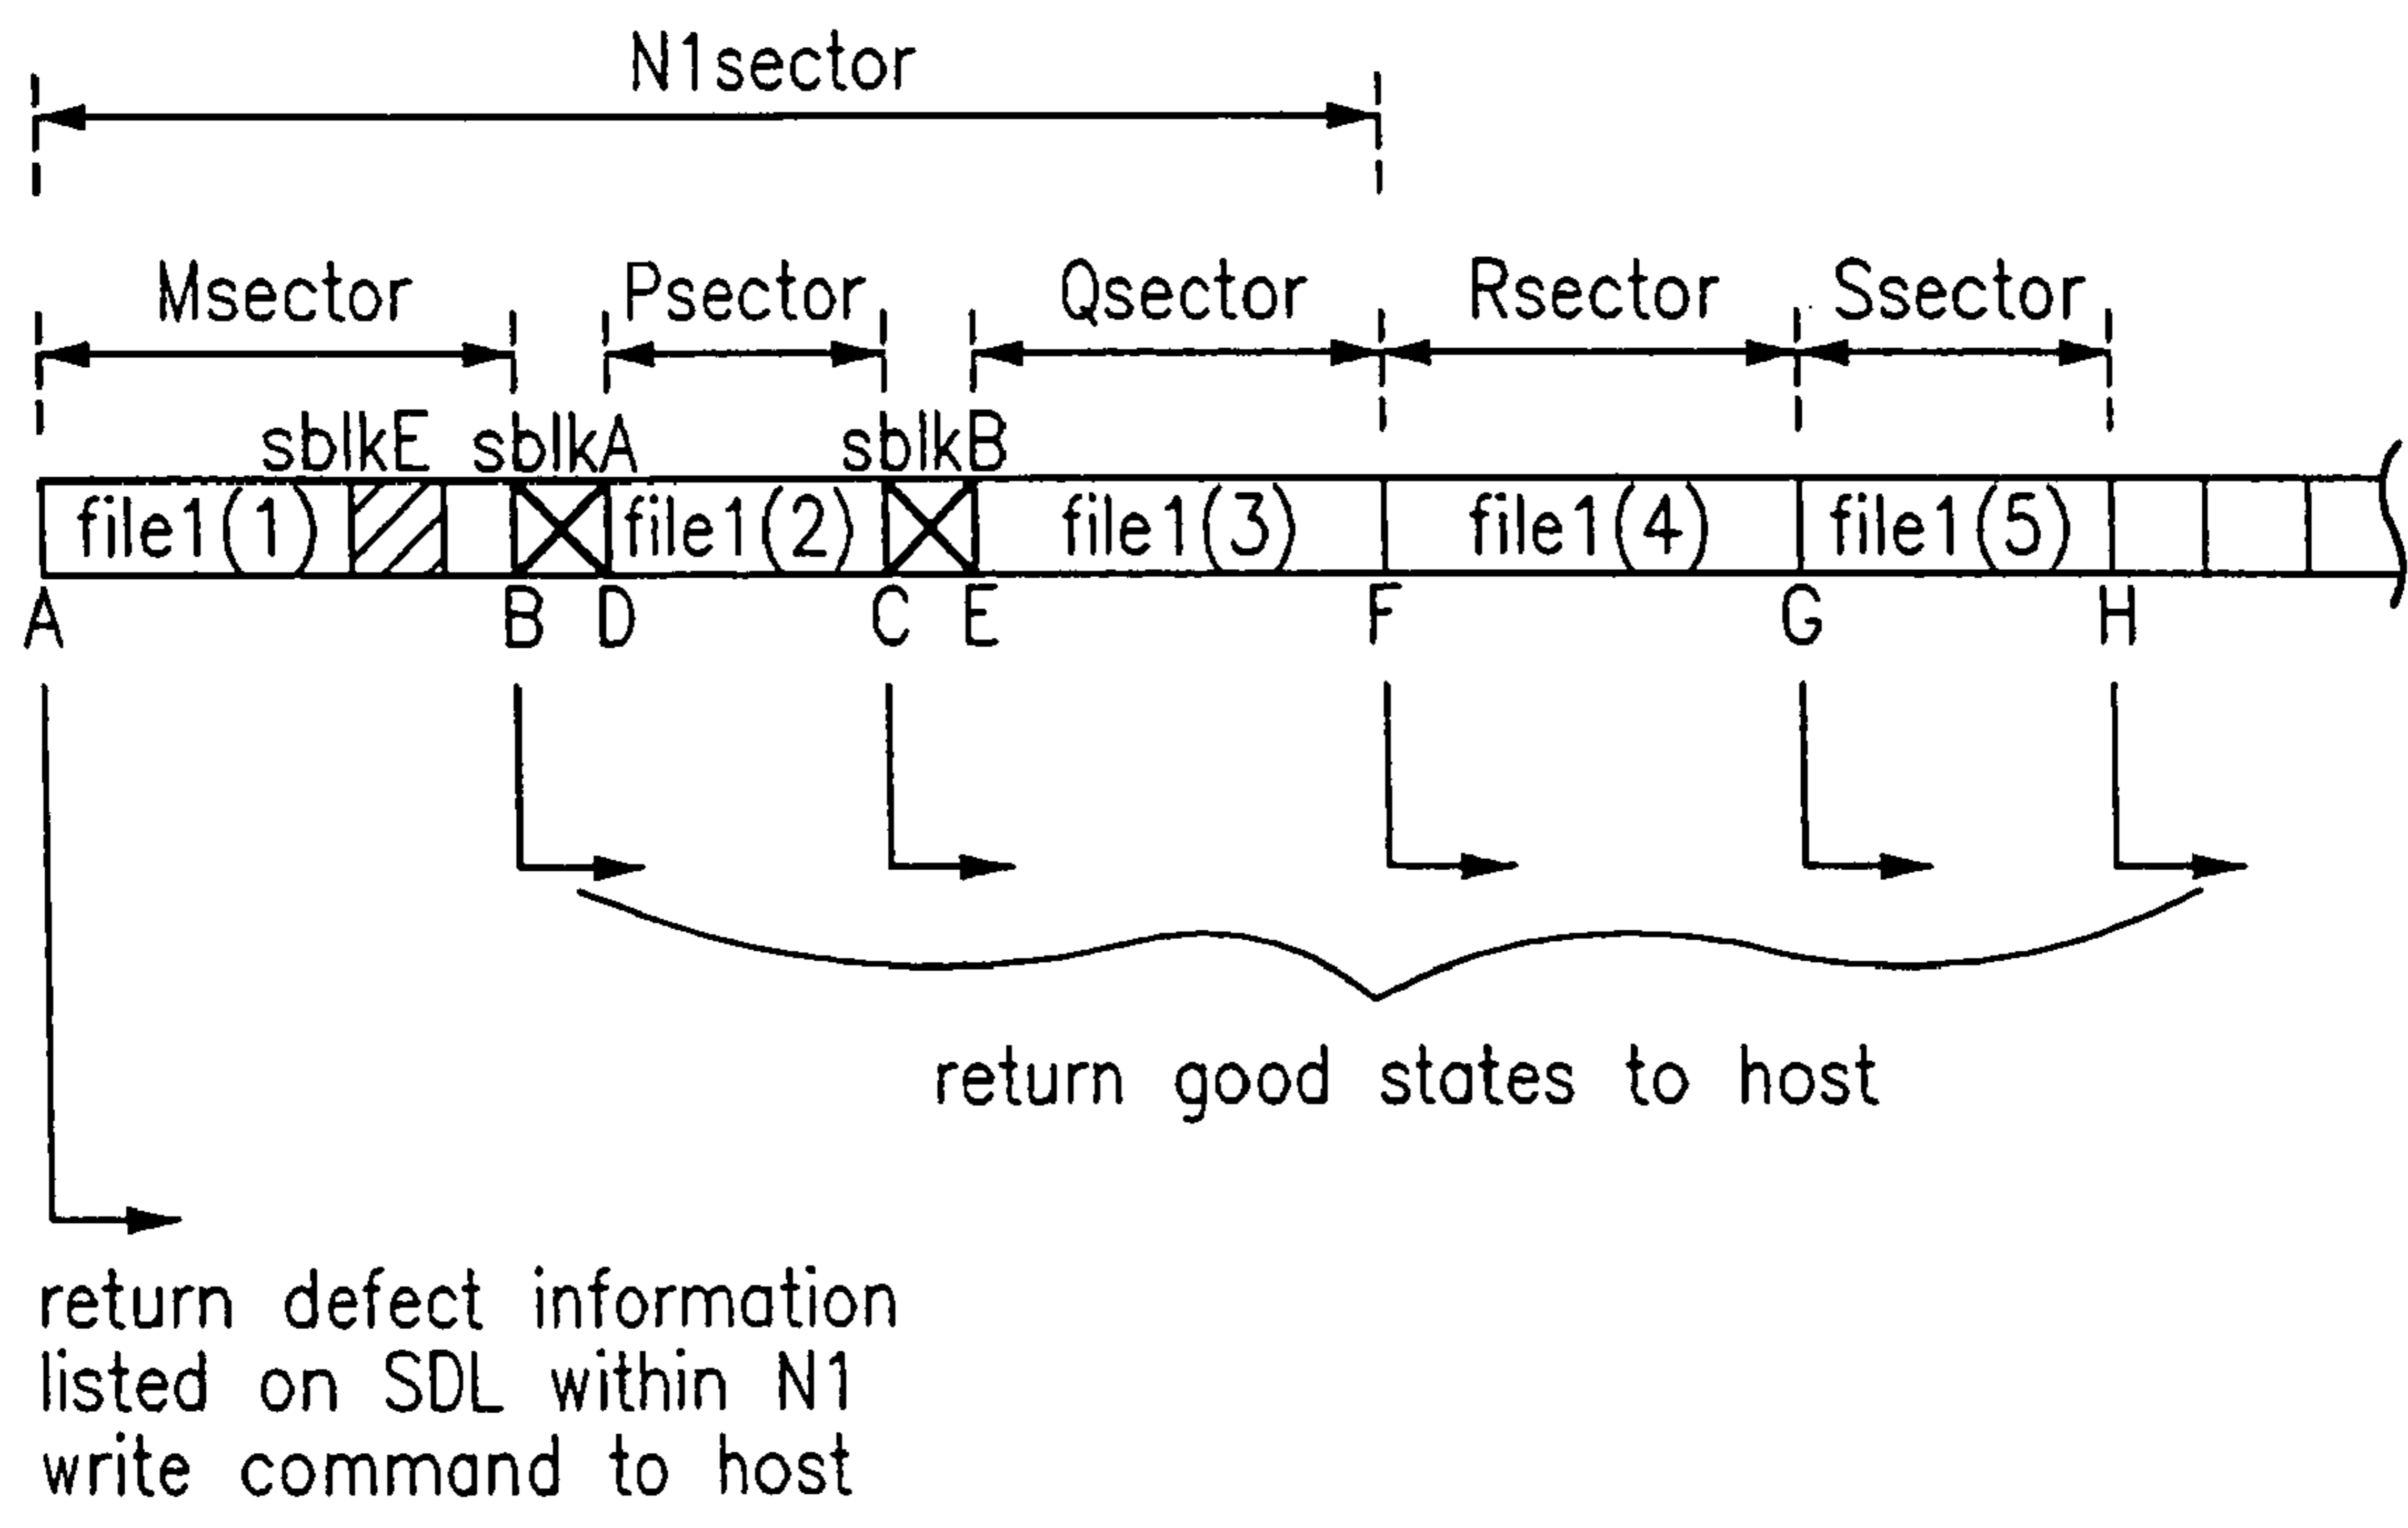 N1sector
Msector Psector Qsector Rsector Ssector
sblkE sblkA sblkB
file1(1) file1(2) file1(3) file1(4) file1(5)
A B D C E F G H
return good states to host
return defect information
listed on SDL within N1
write command to host